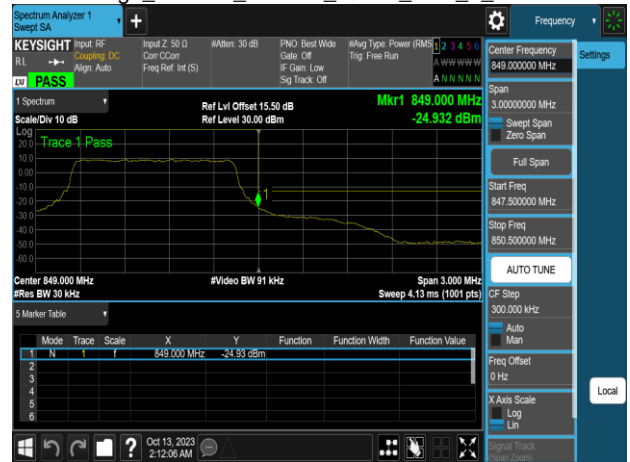 Spectrum Analyzer 1
Swept SA
Frequency
KEYSIGHT
RL
Input: RF
Coupling: DC
Align: Auto
Input Z: 50 Ω
Corr CCorr
Freq Ref: Int (S)
#Atten: 30 dB
PNO: Best Wide
Gate: Off
IF Gain: Low
Sig Track: Off
#Avg Type: Power (RMS
Trig: Free Run
1 2 3 4 5 6
A W W W W W
A N N N N N
LXI
PASS
1 Spectrum
Scale/Div 10 dB
Ref Lvl Offset 15.50 dB
Ref Level 30.00 dBm
Mkr1 849.000 MHz
-24.932 dBm
Log
Trace 1 Pass
20.0
10.0
0.00
-10.0
-20.0
-30.0
-40.0
-50.0
-60.0
1
Center 849.000 MHz
#Res BW 30 kHz
#Video BW 91 kHz
Span 3.000 MHz
Sweep 4.13 ms (1001 pts)
5 Marker Table
Mode Trace Scale X Y Function Function Width Function Value
1 N 1 f 849.000 MHz -24.93 dBm
2
3
4
5
6
Oct 13, 2023
2:12:06 AM
Center Frequency
849.000000 MHz
Settings
Span
3.00000000 MHz
Swept Span
Zero Span
Full Span
Start Freq
847.500000 MHz
Stop Freq
850.500000 MHz
AUTO TUNE
CF Step
300.000 kHz
Auto
Man
Freq Offset
0 Hz
X Axis Scale
Log
Lin
Local
Signal Track
(Span Zoom)